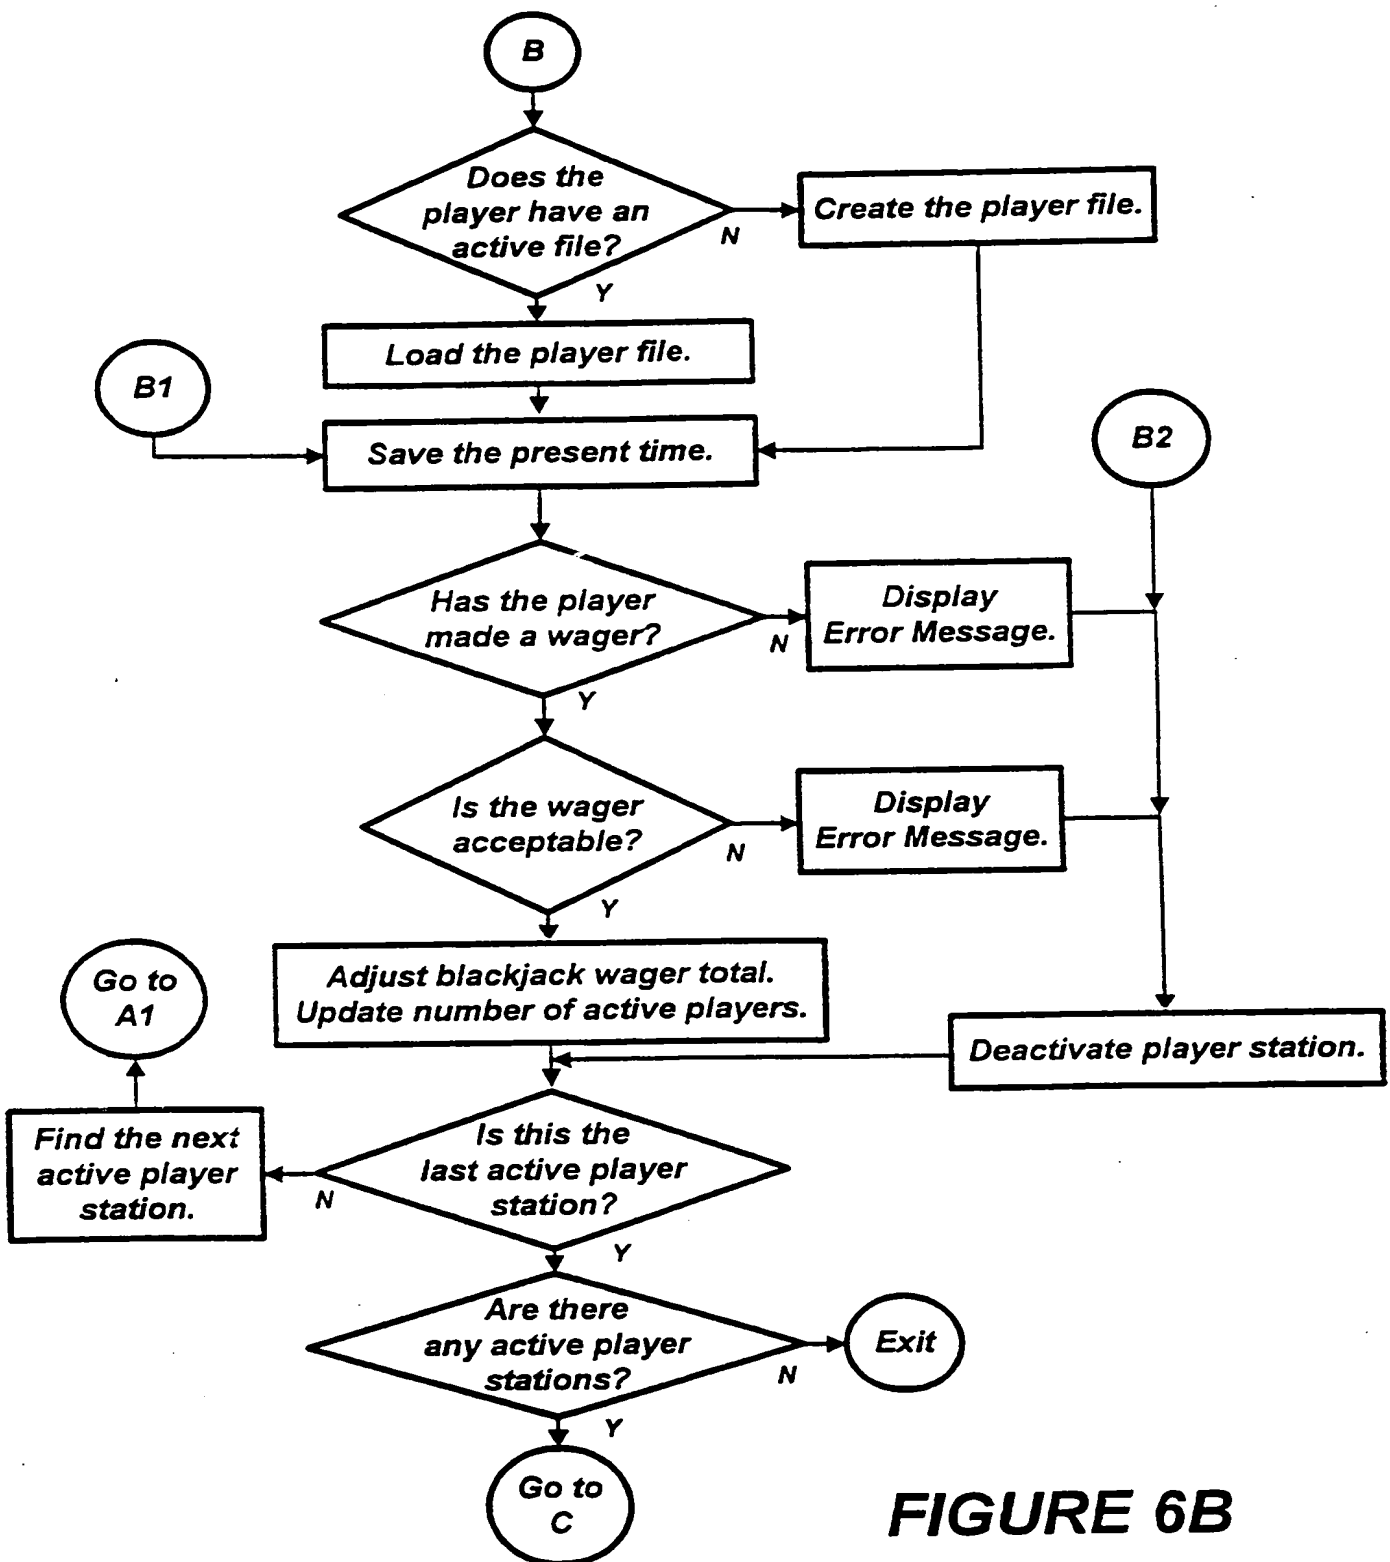 B
Does the
player have an
active file?
N
Y
Create the player file.
Load the player file.
B1
Save the present time.
B2
Has the player
made a wager?
N
Y
Display
Error Message.
Is the wager
acceptable?
N
Y
Display
Error Message.
Go to
A1
Adjust blackjack wager total.
Update number of active players.
Deactivate player station.
Find the next
active player
station.
Is this the
last active player
station?
N
Y
Are there
any active player
stations?
N
Y
Exit
Go to
C
FIGURE 6B